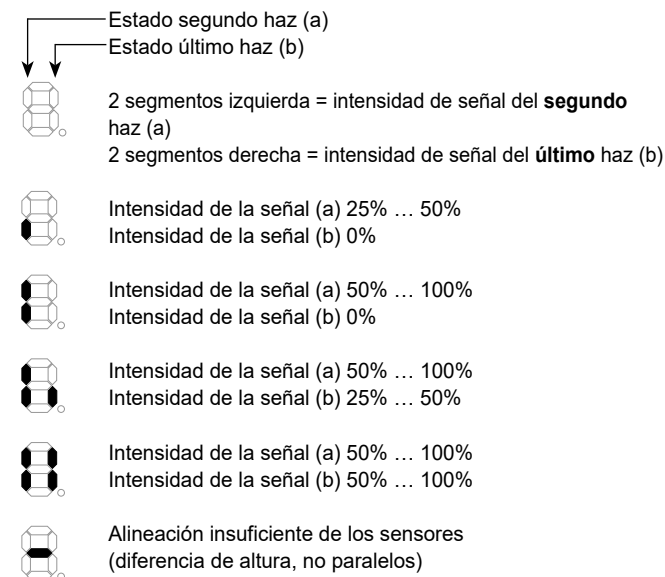 Estado segundo haz (a)
Estado último haz (b)
2 segmentos izquierda = intensidad de señal del segundo
haz (a)
2 segmentos derecha = intensidad de señal del último haz (b)
Intensidad de la señal (a) 25% … 50%
Intensidad de la señal (b) 0%
Intensidad de la señal (a) 50% … 100%
Intensidad de la señal (b) 0%
Intensidad de la señal (a) 50% … 100%
Intensidad de la señal (b) 25% … 50%
Intensidad de la señal (a) 50% … 100%
Intensidad de la señal (b) 50% … 100%
Alineación insuficiente de los sensores
(diferencia de altura, no paralelos)